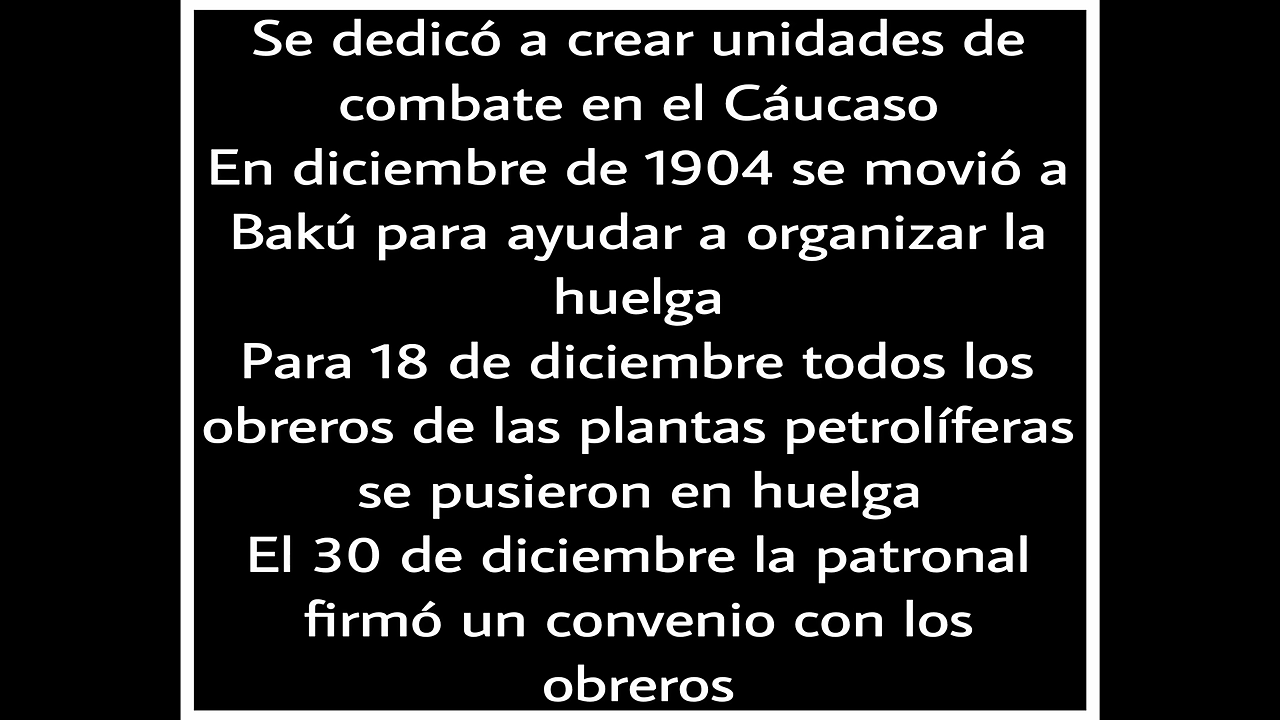 Se dedicó a crear unidades de
combate en el Cáucaso
En diciembre de 1904 se movió a
Bakú para ayudar a organizar la
huelga
Para 18 de diciembre todos los
obreros de las plantas petrolíferas
se pusieron en huelga
El 30 de diciembre la patronal
firmó un convenio con los
obreros